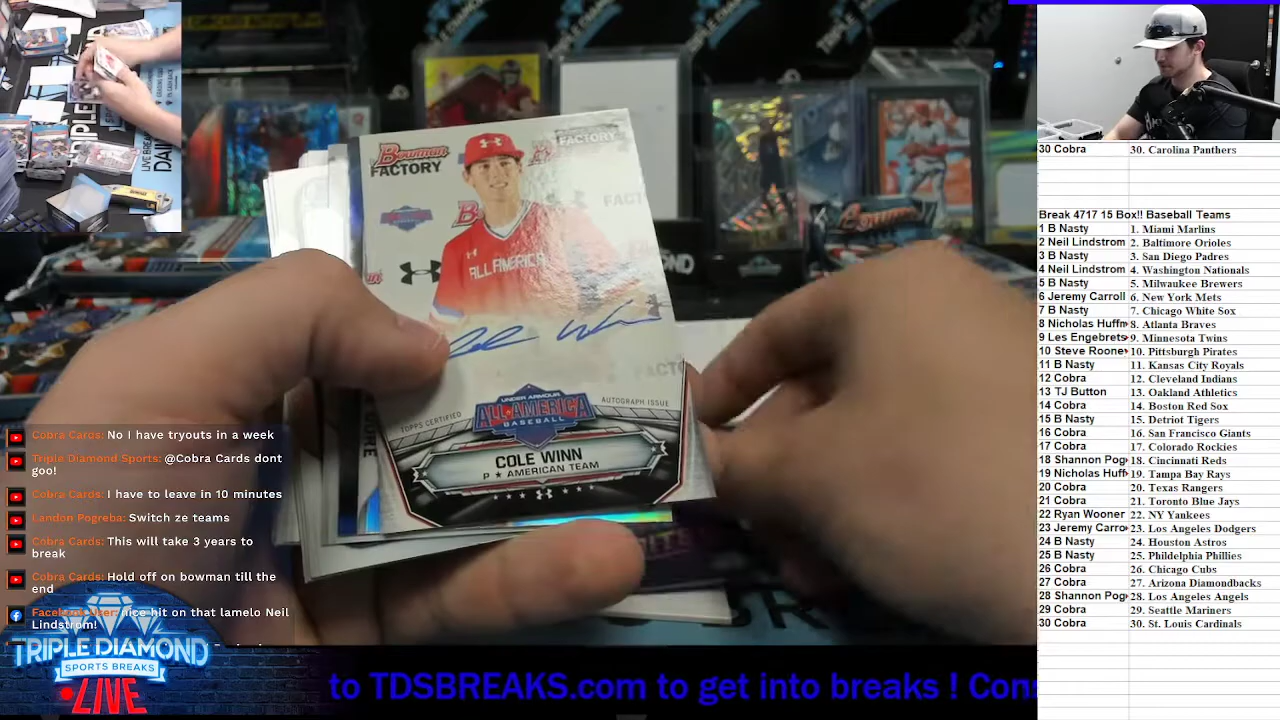 Bowman
FACTORY
FACTORY
ALL AMERICA
UNDER ARMOUR
ALL-AMERICA
BASEBALL
TOPPS CERTIFIED
AUTOGRAPH ISSUE
COLE WINN
P ★ AMERICAN TEAM
Cobra Cards: No I have tryouts in a week
Triple Diamond Sports: @Cobra Cards dont
goo!
Cobra Cards: I have to leave in 10 minutes
Landon Pogreba: Switch ze teams
Cobra Cards: This will take 3 years to
break
Cobra Cards: Hold off on bowman till the
end
Facebook User: nice hit on that lamelo Neil
Lindstrom!
TRIPLE DIAMOND
SPORTS BREAKS
LIVE
to TDSBREAKS.com to get into breaks ! Con
30 Cobra 30. Carolina Panthers
Break 4717 19 Box!! Baseball Teams
1 B Nasty 1. Miami Marlins
2 Neil Lindstrom 2. Baltimore Orioles
3 B Nasty 3. San Diego Padres
4 Neil Lindstrom 4. Washington Nationals
5 B Nasty 5. Milwaukee Brewers
6 Jeremy Carroll 6. New York Mets
7 B Nasty 7. Chicago White Sox
8 Nicholas Huffm 8. Atlanta Braves
9 Les Engebrets 9. Minnesota Twins
10 Steve Roone 10. Pittsburgh Pirates
11 B Nasty 11. Kansas City Royals
12 Cobra 12. Cleveland Indians
13 TJ Button 13. Oakland Athletics
14 Cobra 14. Boston Red Sox
15 B Nasty 15. Detriot Tigers
16 Cobra 16. San Francisco Giants
17 Cobra 17. Colorado Rockies
18 Shannon Pog 18. Cincinnati Reds
19 Nicholas Huff 19. Tampa Bay Rays
20 Cobra 20. Texas Rangers
21 Cobra 21. Toronto Blue Jays
22 Ryan Wooner 22. NY Yankees
23 Jeremy Carro 23. Los Angeles Dodgers
24 B Nasty 24. Houston Astros
25 B Nasty 25. Phildelphia Phillies
26 Cobra 26. Chicago Cubs
27 Cobra 27. Arizona Diamondbacks
28 Shannon Pog 28. Los Angeles Angels
29 Cobra 29. Seattle Mariners
30 Cobra 30. St. Louis Cardinals